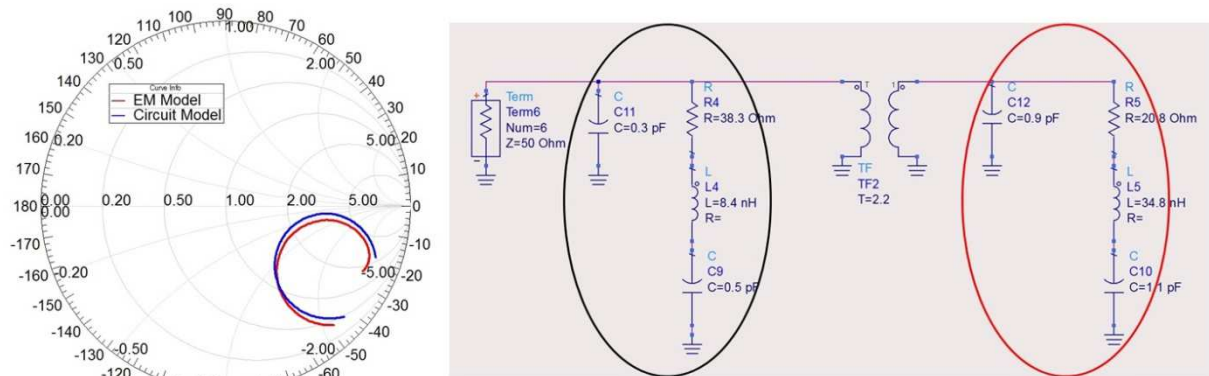 90
100
80
110
70
120
60
130
50
140
40
150
30
160
20
170
10
180
0
-170
-10
-160
-20
-150
-30
-140
-40
-130
-50
-120
-60
1.00
0.50
2.00
0.20
5.00
0.00
0.00
0.20
0.50
1.00
2.00
5.00
-0.20
-5.00
-0.50
-2.00
Curve Info
EM Model
Circuit Model
Term
Term6
Num=6
Z=50 Ohm
C
C11
C=0.3 pF
R
R4
R=38.3 Ohm
L
L4
L=8.4 nH
R=
C
C9
C=0.5 pF
T
1
TF
TF2
T=2.2
C
C12
C=0.9 pF
R
R5
R=20.8 Ohm
L
L5
L=34.8 nH
R=
C
C10
C=1.1 pF